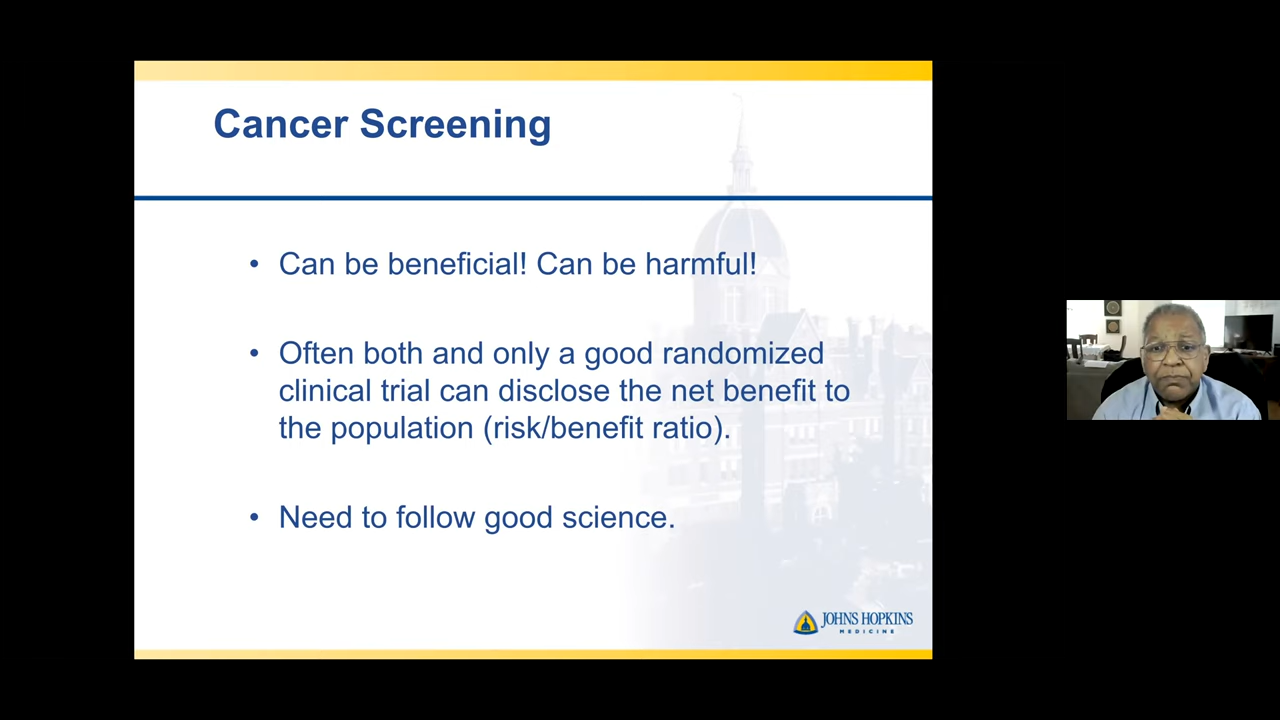 Cancer Screening
• Can be beneficial! Can be harmful!
• Often both and only a good randomized
clinical trial can disclose the net benefit to
the population (risk/benefit ratio).
• Need to follow good science.
JOHNS HOPKINS
MEDICINE